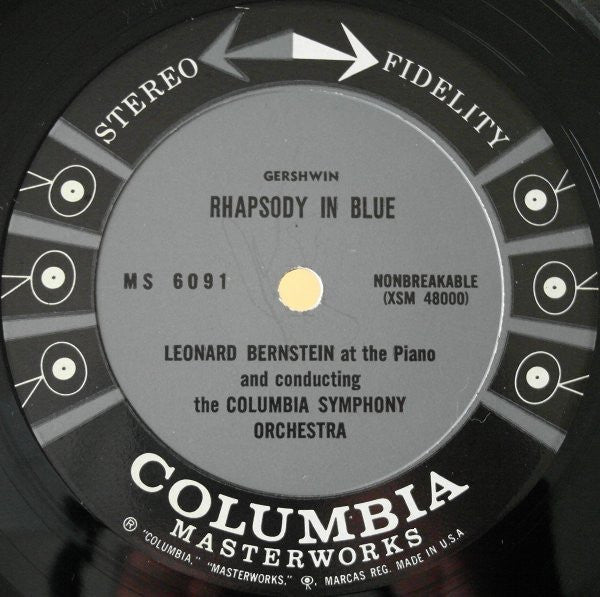 STEREO FIDELITY
GERSHWIN
RHAPSODY IN BLUE
MS 6091
NONBREAKABLE
(XSM 48000)
LEONARD BERNSTEIN at the Piano
and conducting
the COLUMBIA SYMPHONY
ORCHESTRA
COLUMBIA
MASTERWORKS
Ⓡ "COLUMBIA," "MASTERWORKS," MARCAS REG. MADE IN U.S.A